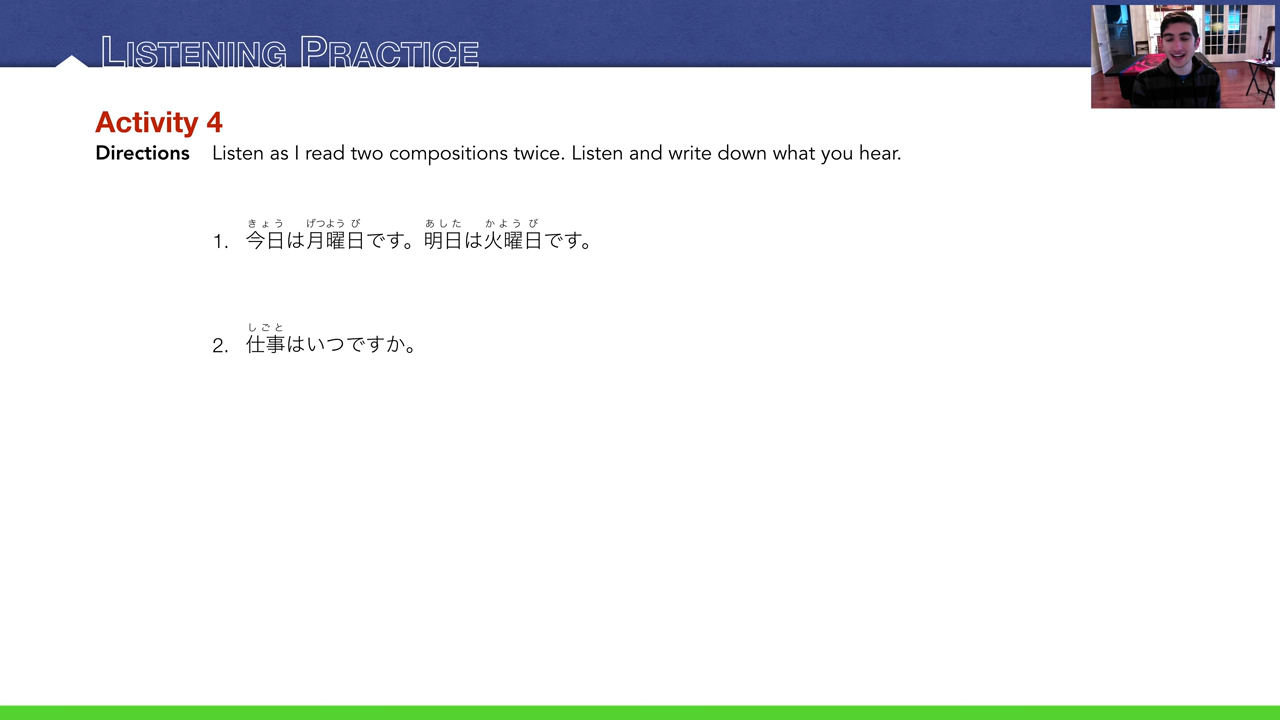 LISTENING PRACTICE
Activity 4
Directions Listen as I read two compositions twice. Listen and write down what you hear.
きょう げつようび あした かようび
1. 今日は月曜日です。明日は火曜日です。
しごと
2. 仕事はいつですか。